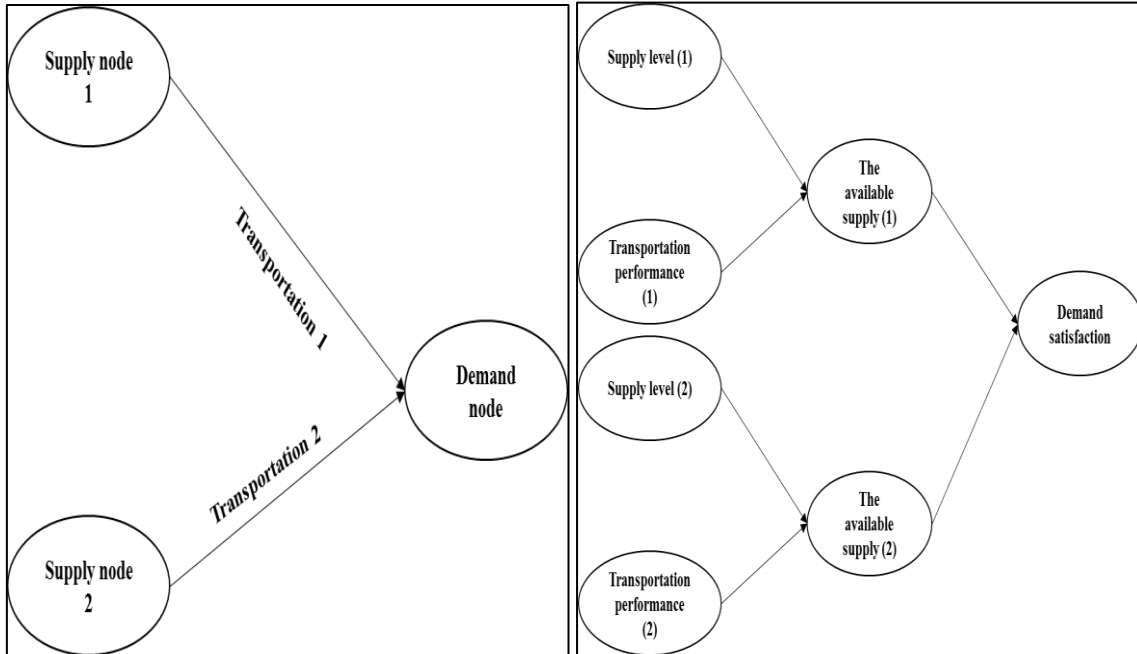 Supply node
1
Transportation 1
Demand
node
Transportation 2
Supply node
2
Supply level (1)
The
available
supply (1)
Transportation
performance
(1)
Demand
satisfaction
Supply level (2)
The
available
supply (2)
Transportation
performance
(2)